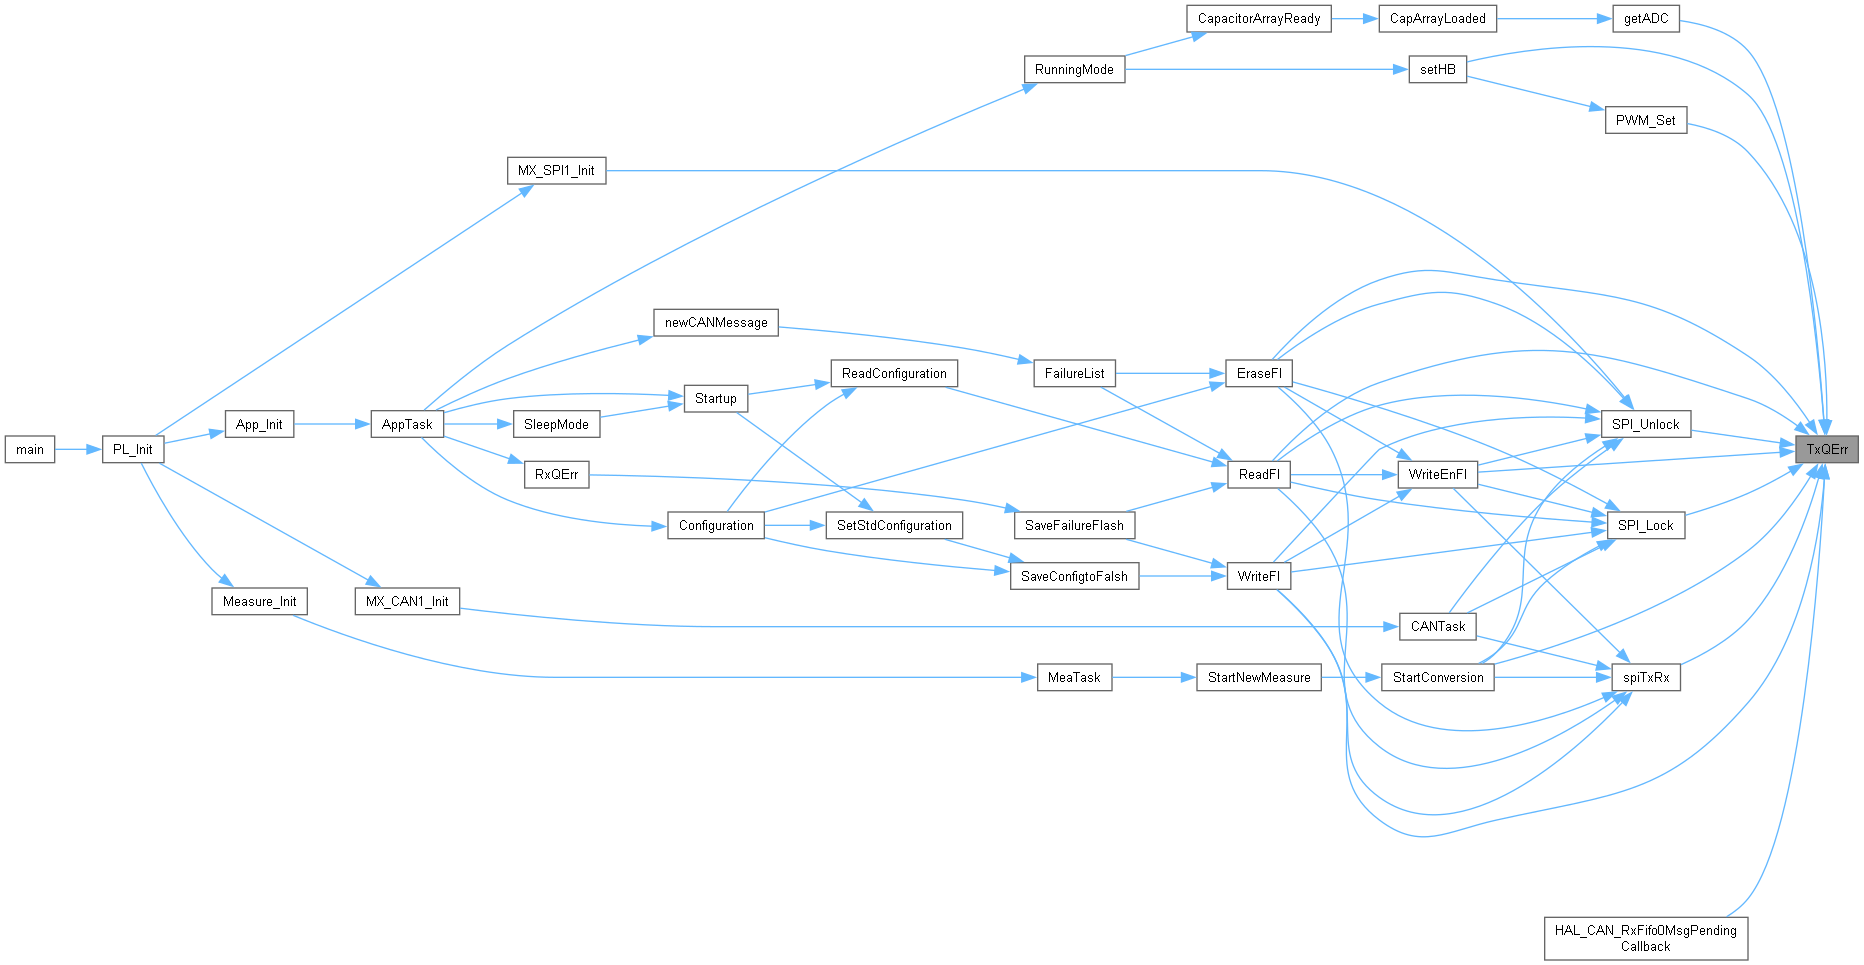 CapacitorArrayReady
CapArrayLoaded
getADC
RunningMode
setHB
PWM_Set
MX_SPI1_Init
newCANMessage
ReadConfiguration
FailureList
EraseFl
Startup
App_Init
AppTask
SleepMode
SPI_Unlock
main
PL_Init
TxQErr
RxQErr
ReadFl
WriteEnFl
Configuration
SetStdConfiguration
SaveFailureFlash
SPI_Lock
SaveConfigtoFalsh
WriteFl
Measure_Init
MX_CAN1_Init
CANTask
MeaTask
StartNewMeasure
StartConversion
spiTxRx
HAL_CAN_RxFifo0MsgPending
Callback